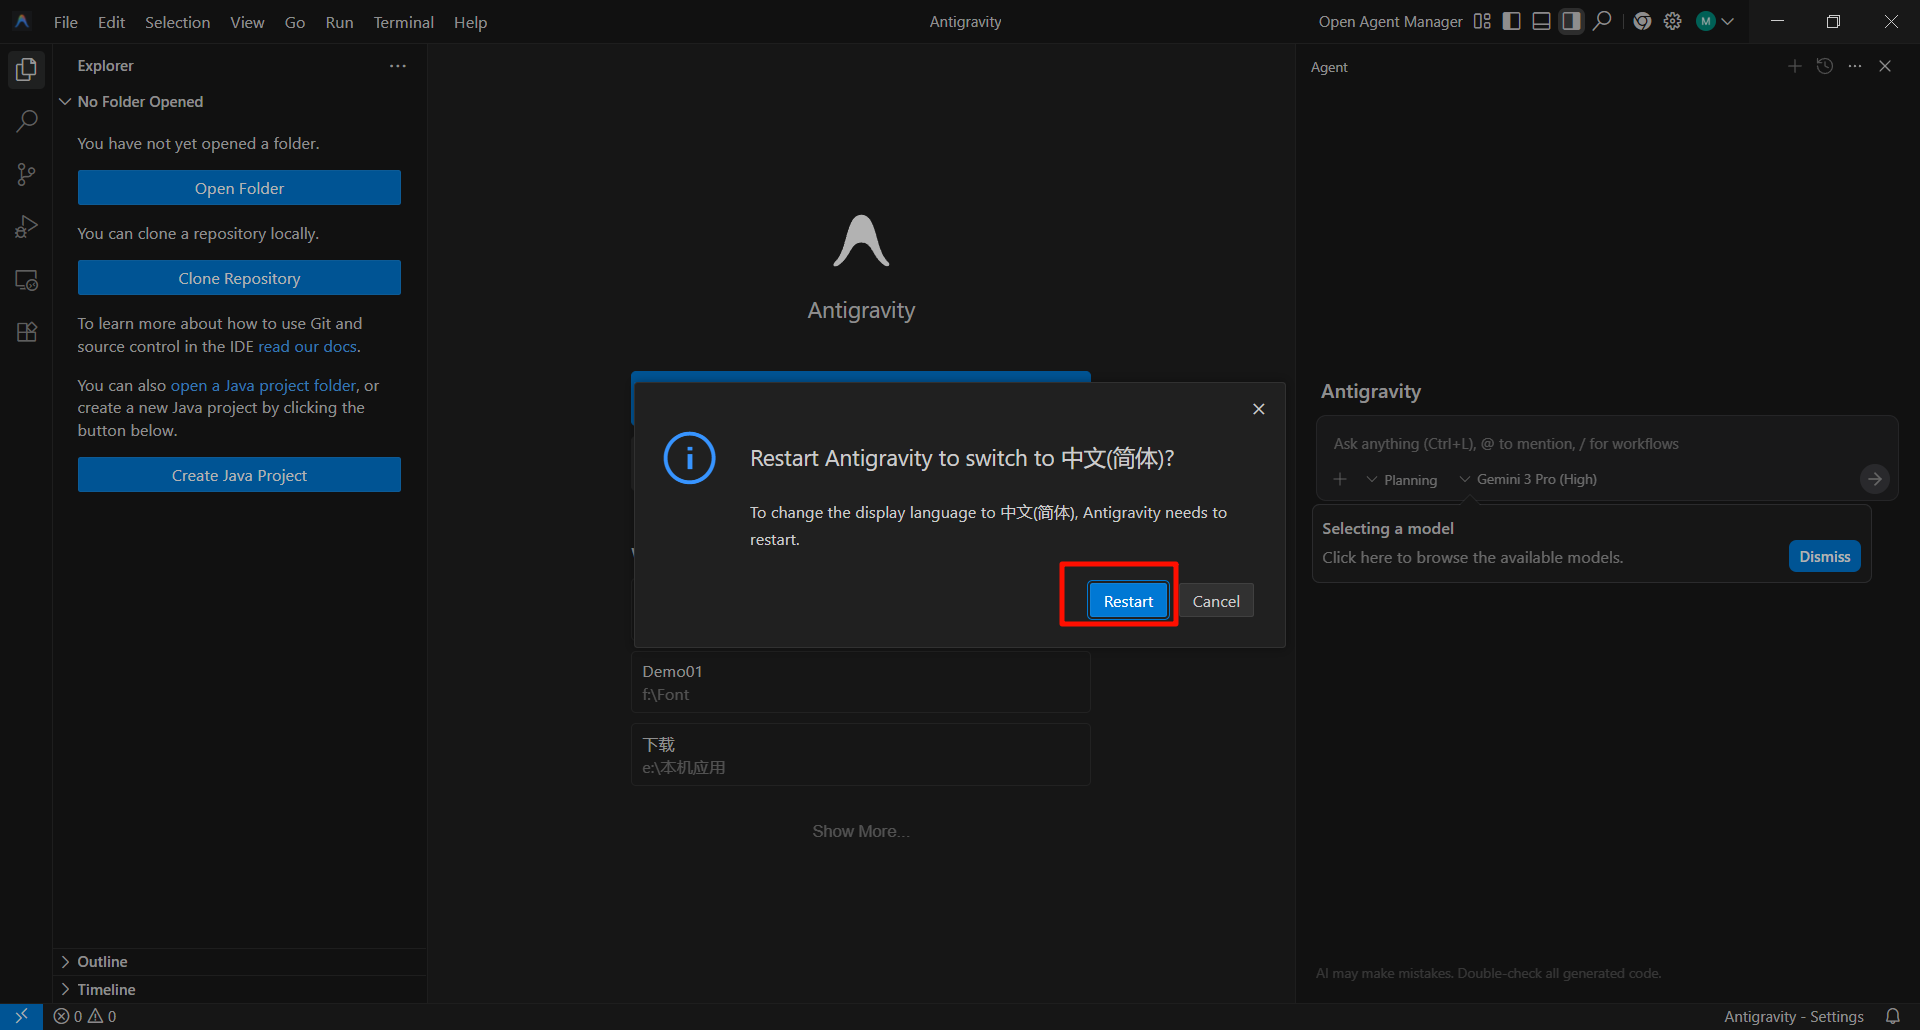 File Edit Selection View Go Run Terminal Help
Antigravity
Open Agent Manager
M
Explorer
No Folder Opened
You have not yet opened a folder.
Open Folder
You can clone a repository locally.
Clone Repository
To learn more about how to use Git and
source control in the IDE read our docs.
You can also open a Java project folder, or
create a new Java project by clicking the
button below.
Create Java Project
Outline
Timeline
Antigravity
Restart Antigravity to switch to 中文(简体)?
To change the display language to 中文(简体), Antigravity needs to
restart.
Restart
Cancel
Demo01
f:\Font
下载
e:\本机应用
Show More...
Agent
Antigravity
Ask anything (Ctrl+L), @ to mention, / for workflows
Planning
Gemini 3 Pro (High)
Selecting a model
Click here to browse the available models.
Dismiss
AI may make mistakes. Double-check all generated code.
0 0
Antigravity - Settings